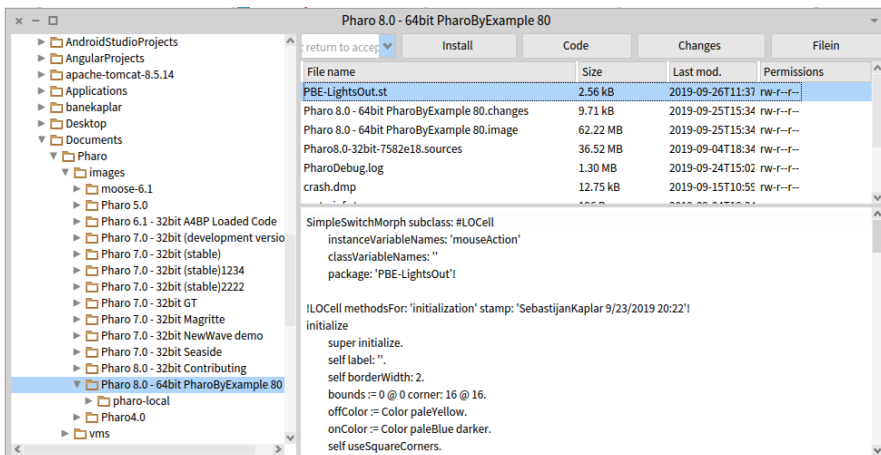 Pharo 8.0 - 64bit PharoByExample 80
AndroidStudioProjects
AngularProjects
apache-tomcat-8.5.14
Applications
banekaplar
Desktop
Documents
Pharo
images
moose-6.1
Pharo 5.0
Pharo 6.1 - 32bit A4BP Loaded Code
Pharo 7.0 - 32bit (development versio
Pharo 7.0 - 32bit (stable)
Pharo 7.0 - 32bit (stable)1234
Pharo 7.0 - 32bit (stable)2222
Pharo 7.0 - 32bit GT
Pharo 7.0 - 32bit Magritte
Pharo 7.0 - 32bit NewWave demo
Pharo 7.0 - 32bit Seaside
Pharo 8.0 - 32bit Contributing
Pharo 8.0 - 64bit PharoByExample 80
pharo-local
Pharo4.0
vms
return to accep Install Code Changes Filein
File name Size Last mod. Permissions
PBE-LightsOut.st 2.56 kB 2019-09-26T11:37 rw-r--r--
Pharo 8.0 - 64bit PharoByExample 80.changes 9.71 kB 2019-09-25T15:34 rw-r--r--
Pharo 8.0 - 64bit PharoByExample 80.image 62.22 MB 2019-09-25T15:34 rw-r--r--
Pharo8.0-32bit-7582e18.sources 36.52 MB 2019-09-04T18:34 rw-r--r--
PharoDebug.log 1.30 MB 2019-09-24T15:02 rw-r--r--
crash.dmp 12.75 kB 2019-09-15T10:59 rw-r--r--
SimpleSwitchMorph subclass: #LOCell
instanceVariableNames: 'mouseAction'
classVariableNames: ''
package: 'PBE-LightsOut'!
!LOCell methodsFor: 'initialization' stamp: 'SebastijanKaplar 9/23/2019 20:22'!
initialize
super initialize.
self label: ''.
self borderWidth: 2.
bounds := 0 @ 0 corner: 16 @ 16.
offColor := Color paleYellow.
onColor := Color paleBlue darker.
self useSquareCorners.